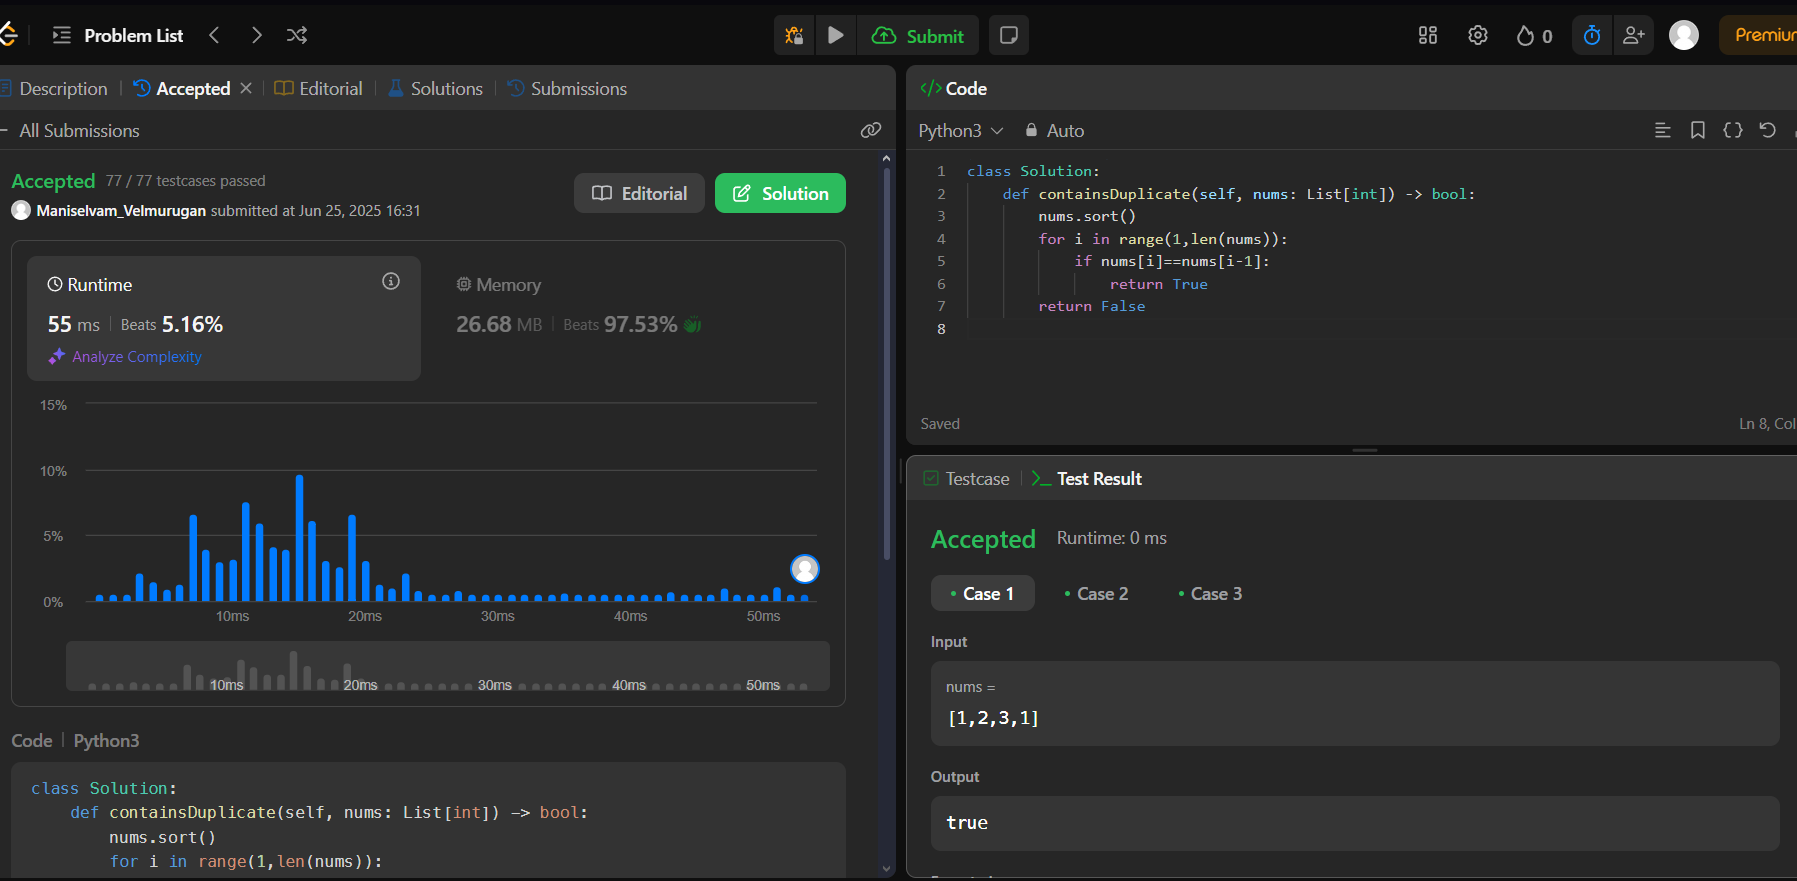 Problem List
Submit
0
Premiu
Description
Accepted
Editorial
Solutions
Submissions
All Submissions
Accepted 77 / 77 testcases passed
Maniselvam_Velmurugan submitted at Jun 25, 2025 16:31
Editorial
Solution
Runtime
55 ms | Beats 5.16%
Analyze Complexity
Memory
26.68 MB | Beats 97.53%
15%
10%
5%
0%
10ms 20ms 30ms 40ms 50ms
10ms 20ms 30ms 40ms 50ms
Code | Python3
class Solution:
def containsDuplicate(self, nums: List[int]) -> bool:
nums.sort()
for i in range(1,len(nums)):
</> Code
Python3 Auto
1 class Solution:
2 def containsDuplicate(self, nums: List[int]) -> bool:
3 nums.sort()
4 for i in range(1,len(nums)):
5 if nums[i]==nums[i-1]:
6 return True
7 return False
8
Saved
Ln 8, Col
Testcase
Test Result
Accepted Runtime: 0 ms
• Case 1 • Case 2 • Case 3
Input
nums =
[1,2,3,1]
Output
true